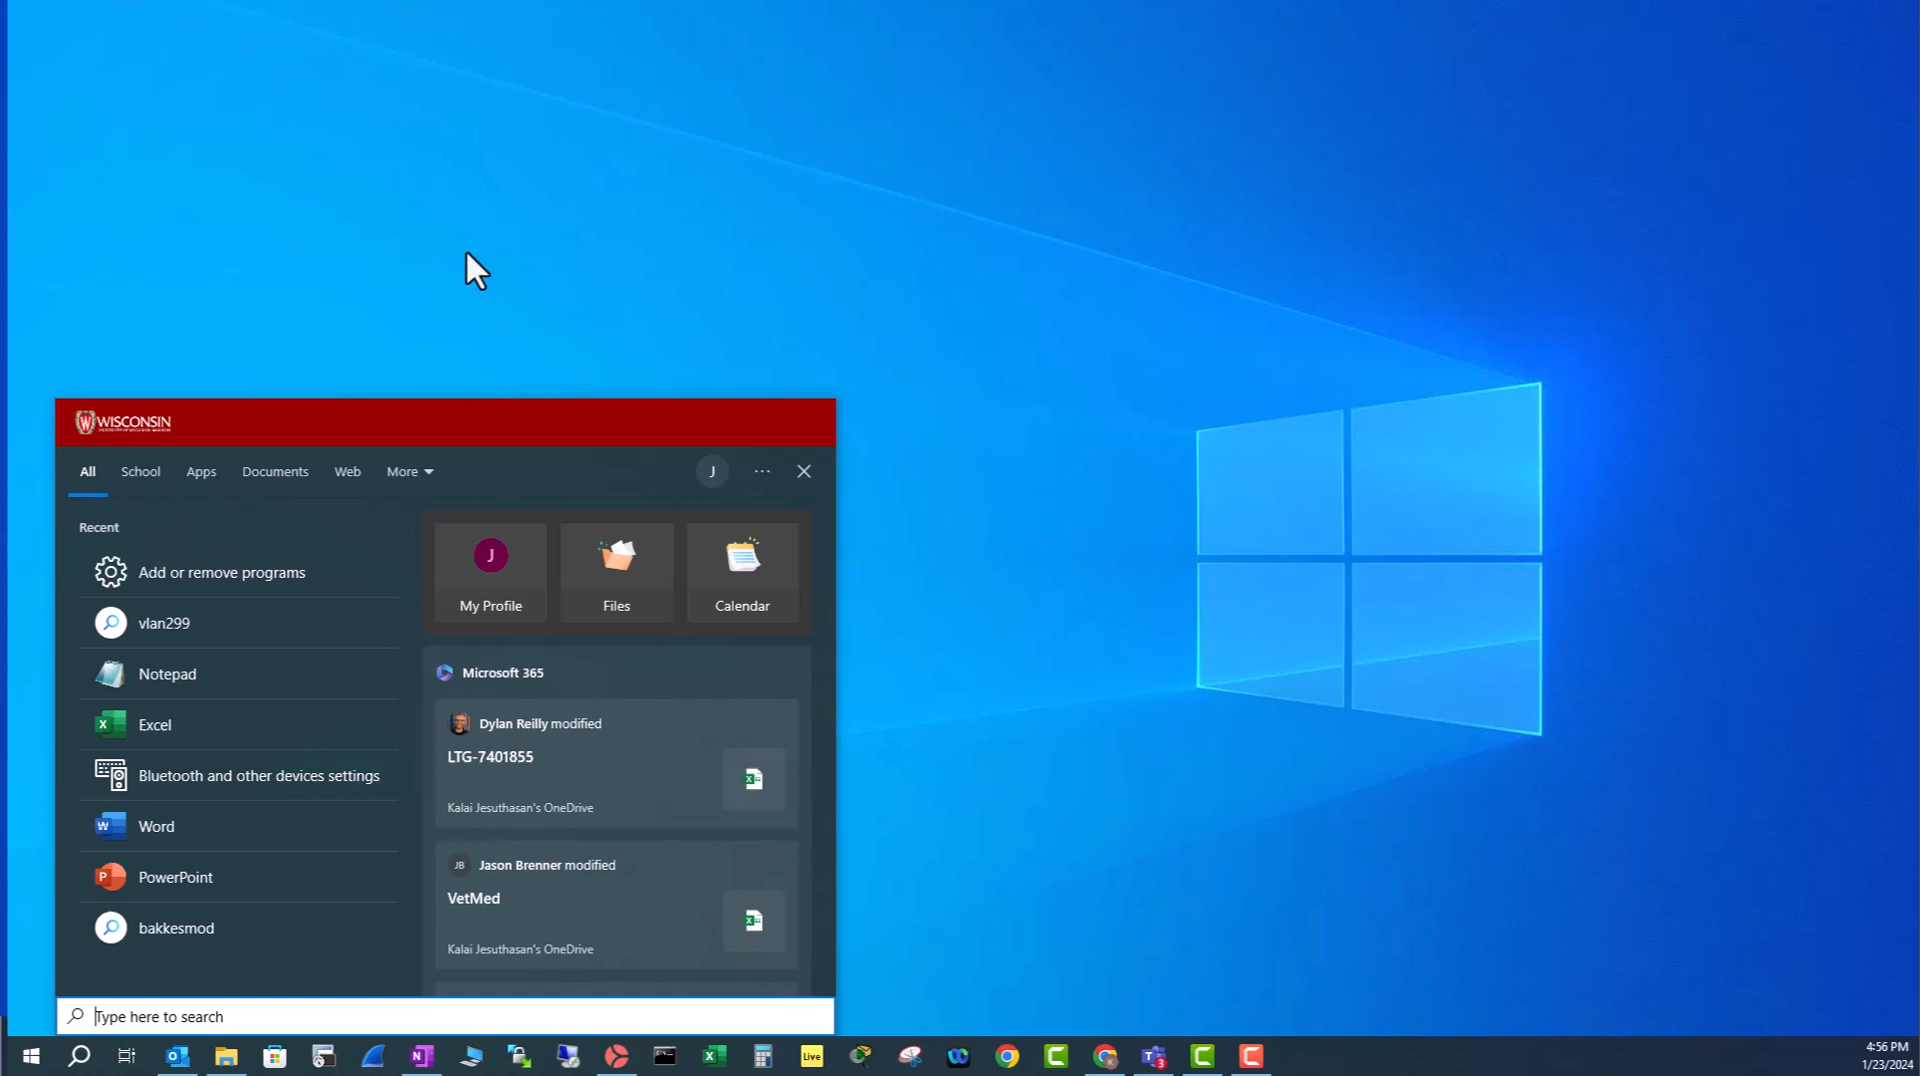 WISCONSIN
All School Apps Documents Web More J ...
Recent
Add or remove programs
vlan299
Notepad
Excel
Bluetooth and other devices settings
Word
PowerPoint
bakkesmod
J
My Profile
Files
Calendar
Microsoft 365
Dylan Reilly modified
LTG-7401855
Kalai Jesuthasan's OneDrive
JB Jason Brenner modified
VetMed
Kalai Jesuthasan's OneDrive
Type here to search
Live
4:56 PM
1/23/2024